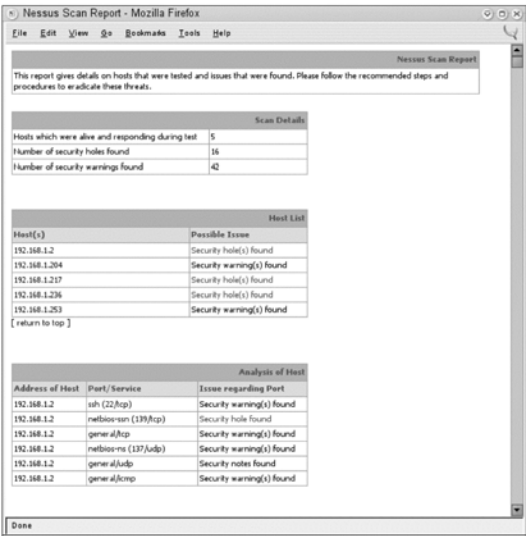 Nessus Scan Report - Mozilla Firefox
File Edit View Go Bookmarks Tools Help
Nessus Scan Report
This report gives details on hosts that were tested and issues that were found. Please follow the recommended steps and
procedures to eradicate these threats.
Scan Details
Hosts which were alive and responding during test 5
Number of security holes found 16
Number of security warnings found 42
Host List
Host(s) Possible Issue
192.168.1.2 Security hole(s) found
192.168.1.204 Security warning(s) found
192.168.1.217 Security hole(s) found
192.168.1.236 Security hole(s) found
192.168.1.253 Security warning(s) found
[ return to top ]
Analysis of Host
Address of Host Port/Service Issue regarding Port
192.168.1.2 ssh (22/tcp) Security warning(s) found
192.168.1.2 netbios-ssn (139/tcp) Security hole found
192.168.1.2 general/tcp Security warning(s) found
192.168.1.2 netbios-ns (137/udp) Security warning(s) found
192.168.1.2 general/udp Security notes found
192.168.1.2 general/icmp Security warning(s) found
Done